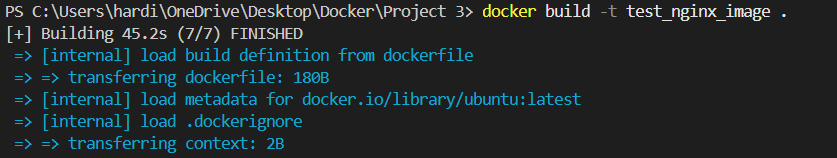 PS C:\Users\hardi\OneDrive\Desktop\Docker\Project 3> docker build -t test_nginx_image .
[+] Building 45.2s (7/7) FINISHED
=> [internal] load build definition from dockerfile
=> => transferring dockerfile: 180B
=> [internal] load metadata for docker.io/library/ubuntu:latest
=> [internal] load .dockerignore
=> => transferring context: 2B